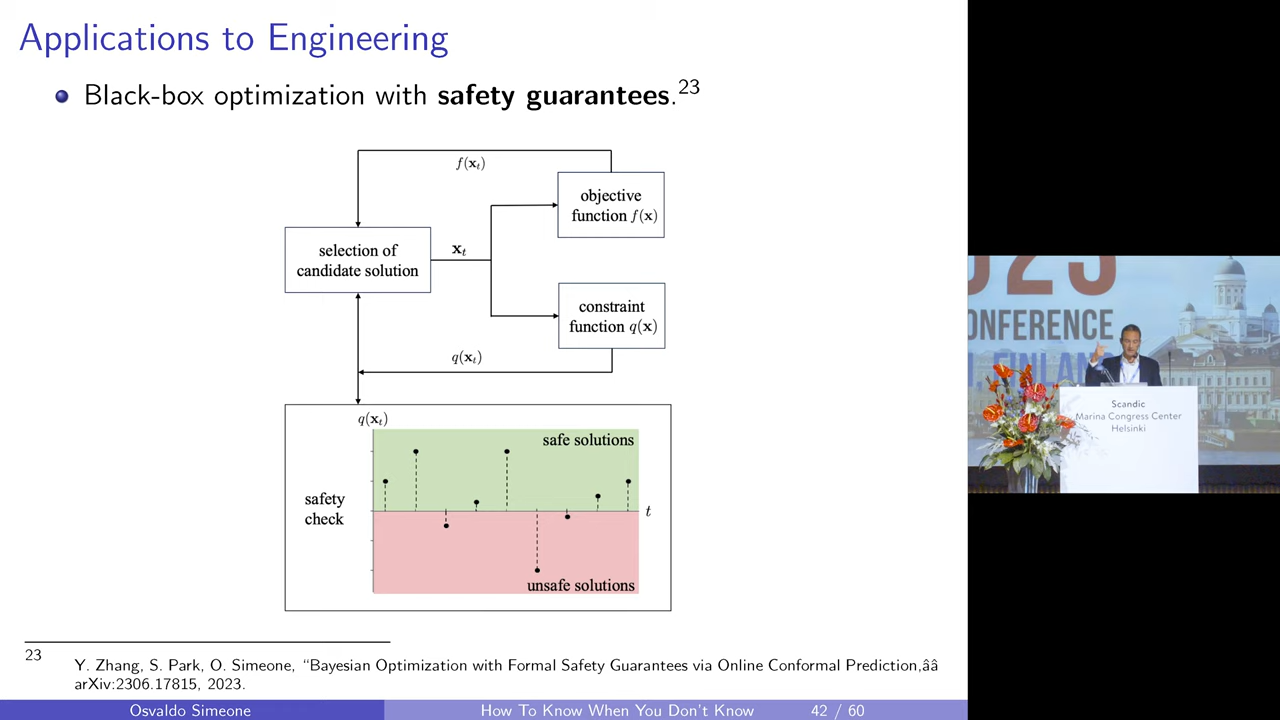 Applications to Engineering
Black-box optimization with safety guarantees.23
f(xt)
objective
function f(x)
selection of
candidate solution
xt
constraint
function q(x)
q(xt)
q(xt)
safe solutions
safety
check
t
unsafe solutions
23
Y. Zhang, S. Park, O. Simeone, “Bayesian Optimization with Formal Safety Guarantees via Online Conformal Prediction,ââ
arXiv:2306.17815, 2023.
Osvaldo Simeone
How To Know When You Don't Know
42 / 60
2023
ONFERENCE
, FINLAN
Scandic
Marina Congress Center
Helsinki